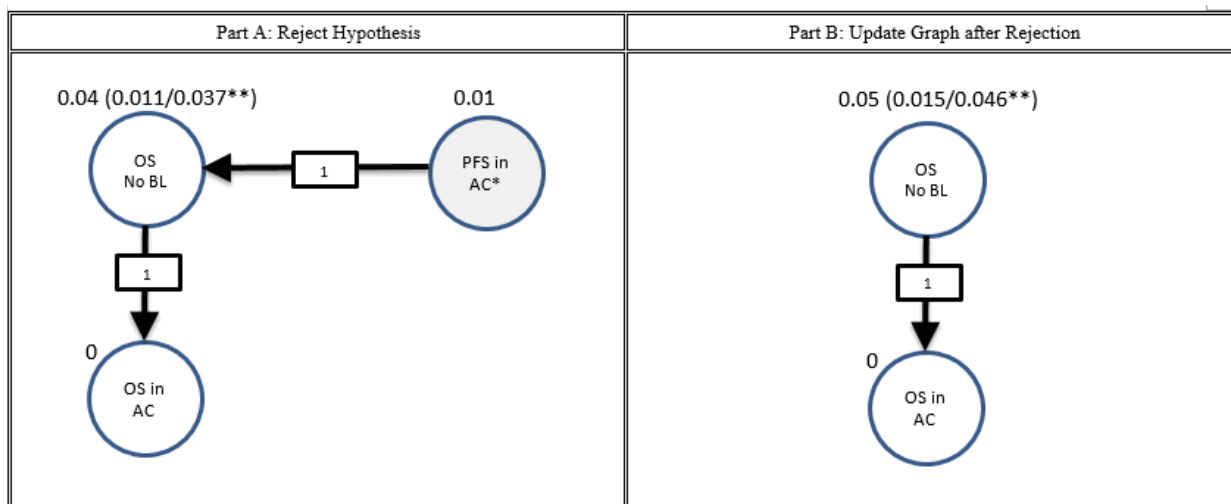 Part A: Reject Hypothesis
Part B: Update Graph after Rejection
0.04 (0.011/0.037**)
0.01
OS
No BL
1
PFS in
AC*
1
0
OS in
AC
0.05 (0.015/0.046**)
OS
No BL
1
0
OS in
AC